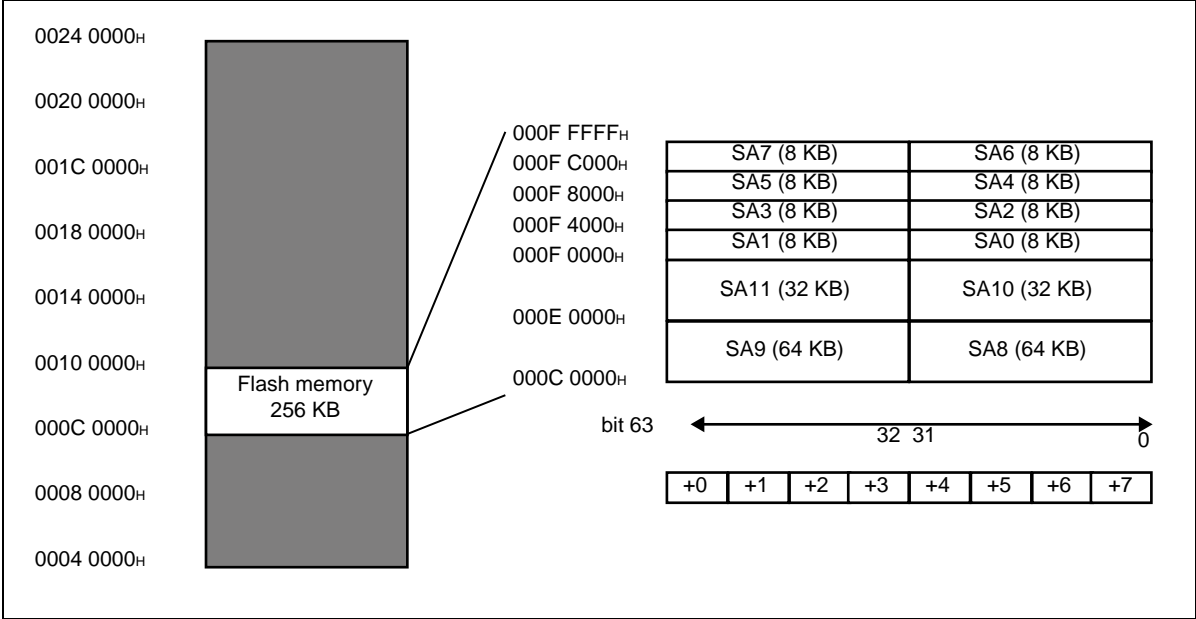 0024 0000H
0020 0000H
001C 0000H
0018 0000H
0014 0000H
0010 0000H
000C 0000H
0008 0000H
0004 0000H
Flash memory
256 KB
000F FFFFH
000F C000H
000F 8000H
000F 4000H
000F 0000H
000E 0000H
000C 0000H
SA7 (8 KB) SA6 (8 KB)
SA5 (8 KB) SA4 (8 KB)
SA3 (8 KB) SA2 (8 KB)
SA1 (8 KB) SA0 (8 KB)
SA11 (32 KB) SA10 (32 KB)
SA9 (64 KB) SA8 (64 KB)
bit 63 32 31 0
+0 +1 +2 +3 +4 +5 +6 +7